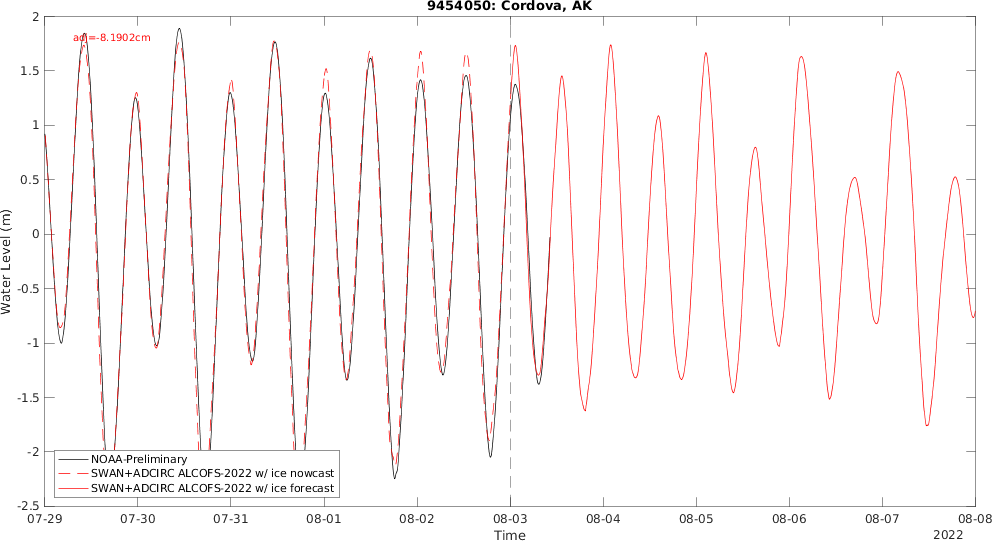 9454050: Cordova, AK
adj=-8.1902cm
Water Level (m)
2
1.5
1
0.5
0
-0.5
-1
-1.5
-2
-2.5
NOAA-Preliminary
SWAN+ADCIRC ALCOFS-2022 w/ ice nowcast
SWAN+ADCIRC ALCOFS-2022 w/ ice forecast
07-29 07-30 07-31 08-01 08-02 08-03 08-04 08-05 08-06 08-07 08-08
Time
2022